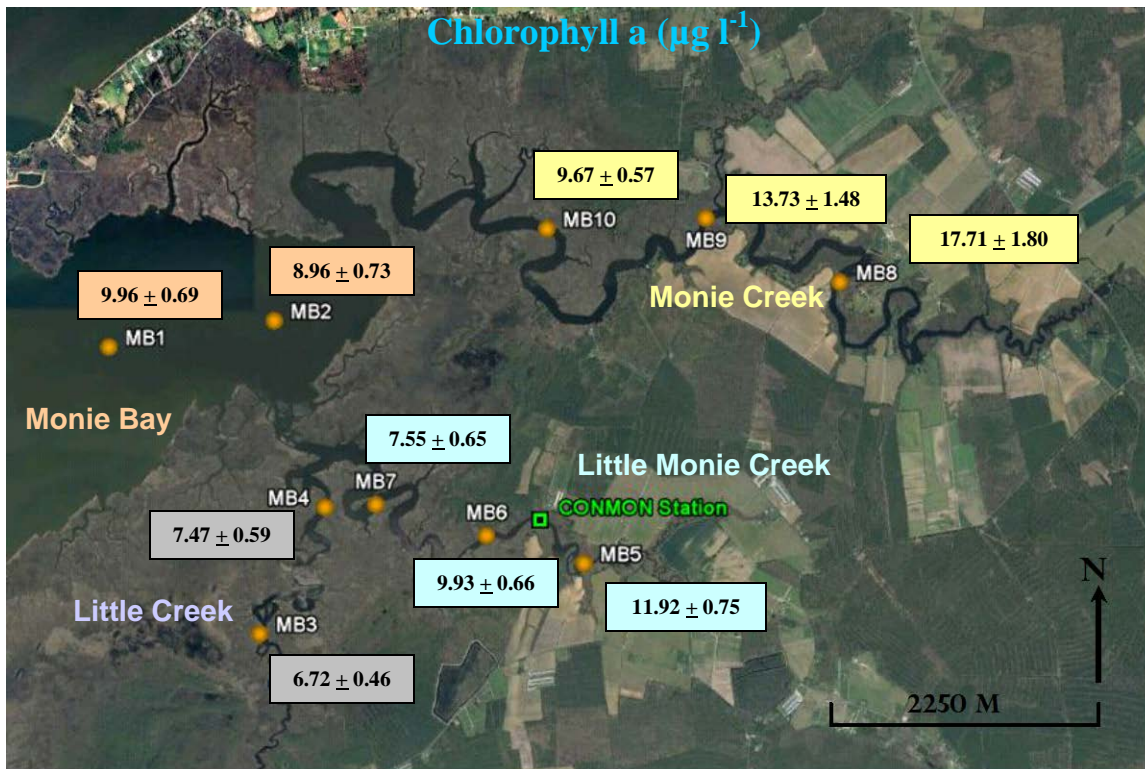 Chlorophyll a (µg l⁻¹)
9.67 ± 0.57
MB10
13.73 ± 1.48
MB9
17.71 ± 1.80
MB8
Monie Creek
8.96 ± 0.73
MB2
9.96 ± 0.69
MB1
Monie Bay
7.55 ± 0.65
Little Monie Creek
MB4
MB7
MB6
CONMON Station
7.47 ± 0.59
MB5
9.93 ± 0.66
11.92 ± 0.75
Little Creek
MB3
6.72 ± 0.46
N
2250 M